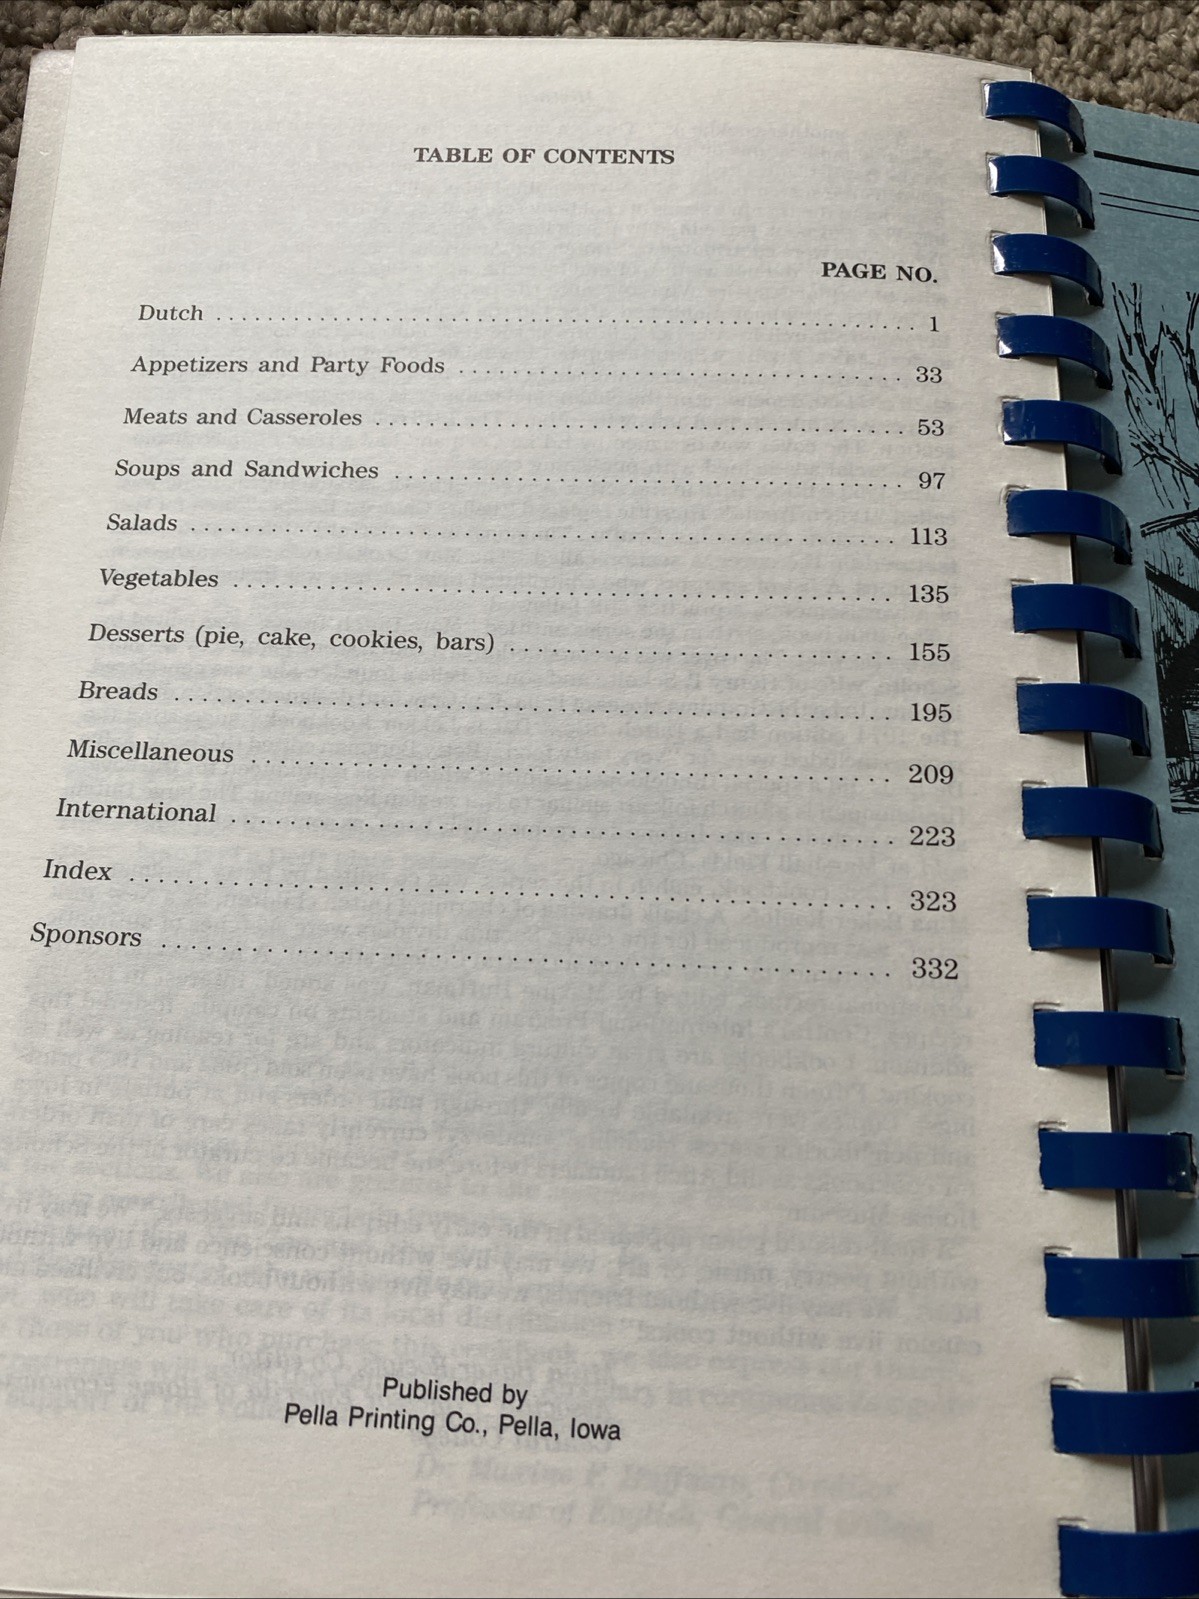 TABLE OF CONTENTS
PAGE NO.
Dutch 1
Appetizers and Party Foods 33
Meats and Casseroles 53
Soups and Sandwiches 97
Salads 113
Vegetables 135
Desserts (pie, cake, cookies, bars) 155
Breads 195
Miscellaneous 209
International 223
Index 323
Sponsors 332
Published by
Pella Printing Co., Pella, Iowa